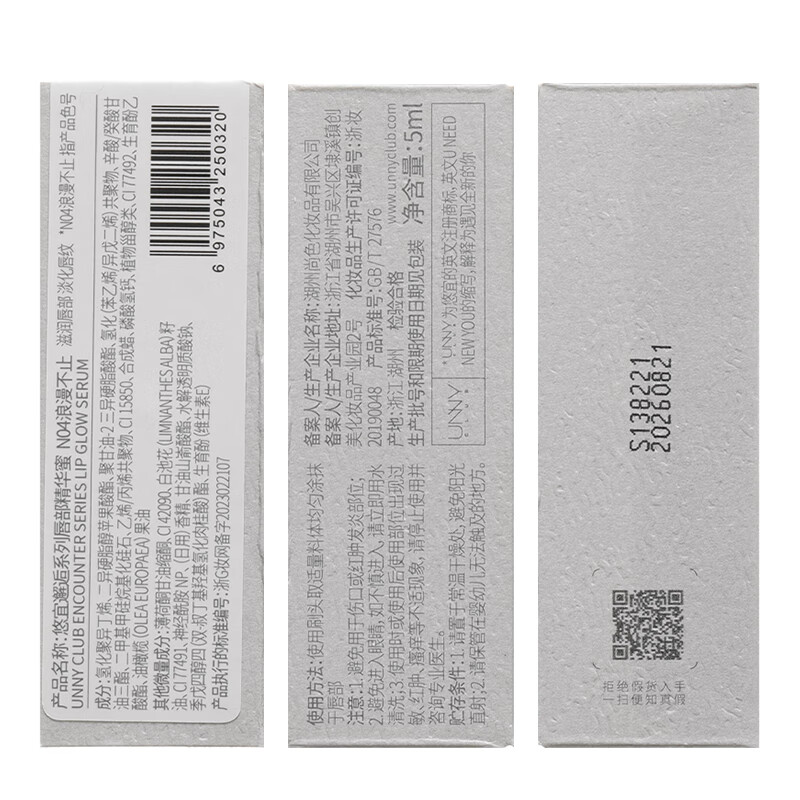 产品名称:悠宜邂逅系列唇部精华蜜 N04浪漫不止 滋润唇部 淡化唇纹 *N04浪漫不止 指产品色号
UNNY CLUB ENCOUNTER SERIES LIP GLOW SERUM
成分:氢化聚异丁烯、二异硬脂醇苹果酸酯、聚甘油-2三异硬脂酸酯、氢化(苯乙烯/异戊二烯)共聚物、辛酸/癸酸甘
油三酯、二甲基甲硅烷基化硅石、乙烯/丙烯共聚物、CI 15850、合成蜡、磷酸氢钙、植物甾醇类、CI 77492、生育酚乙
酸酯、油橄榄(OLEA EUROPAEA)果油
其他微量成分:薄荷酮甘油缩酮、CI 42090、白池花(LIMNANTHES ALBA)籽
油、CI 77491、神经酰胺 NP、(日用)香精、甘油山嵛酸酯、水解透明质酸钠、
季戊四醇四(双-叔丁基羟基氢化肉桂酸)酯、生育酚(维生素E)
产品执行的标准编号:浙G妆网备字2023022107
6 975043 250320
使用方法:使用刷头取适量料体均匀涂抹
于唇部
注意:1.避免用于伤口或红肿发炎部位;
2.避免进入眼睛,如不慎进入,请立即用水
清洗;3.使用时或使用后使用部位出现过
敏、红肿、瘙痒等不适现象,请停止使用并
咨询专业医生。
贮存条件:1.请置于常温干燥处,避免阳光
直射;2.请保管在婴幼儿无法触及的地方。
备案人/生产企业名称:湖州尚色化妆品有限公司
备案人/生产企业地址:浙江省湖州市吴兴区埭溪镇创
美化妆品产业园2号 化妆品生产许可证编号:浙妆
20190048 产品标准号:GB/T 27576
产地:浙江 湖州 检验合格
生产批号和限期使用日期见包装
www.unnyclub.com
净含量:5ml
UNNY
"UNNY"为悠宜的英文注册商标,英文U NEED
NEW YOU的缩写,解释为遇见全新的你
S138221
20260821
拒绝假货入手
一扫便知真假